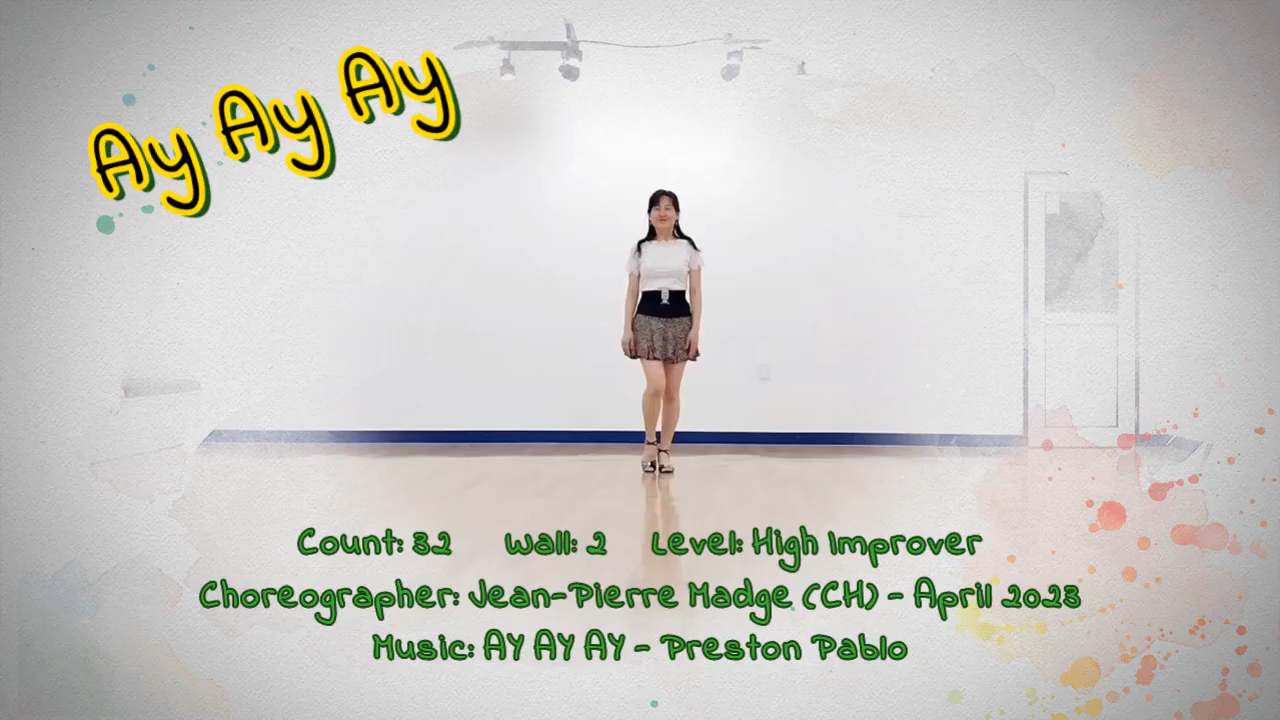 Ay Ay Ay
Count: 32 Wall: 2 Level: High Improver
Choreographer: Jean-Pierre Madge (CH) - April 2023
Music: AY AY AY - Preston Pablo